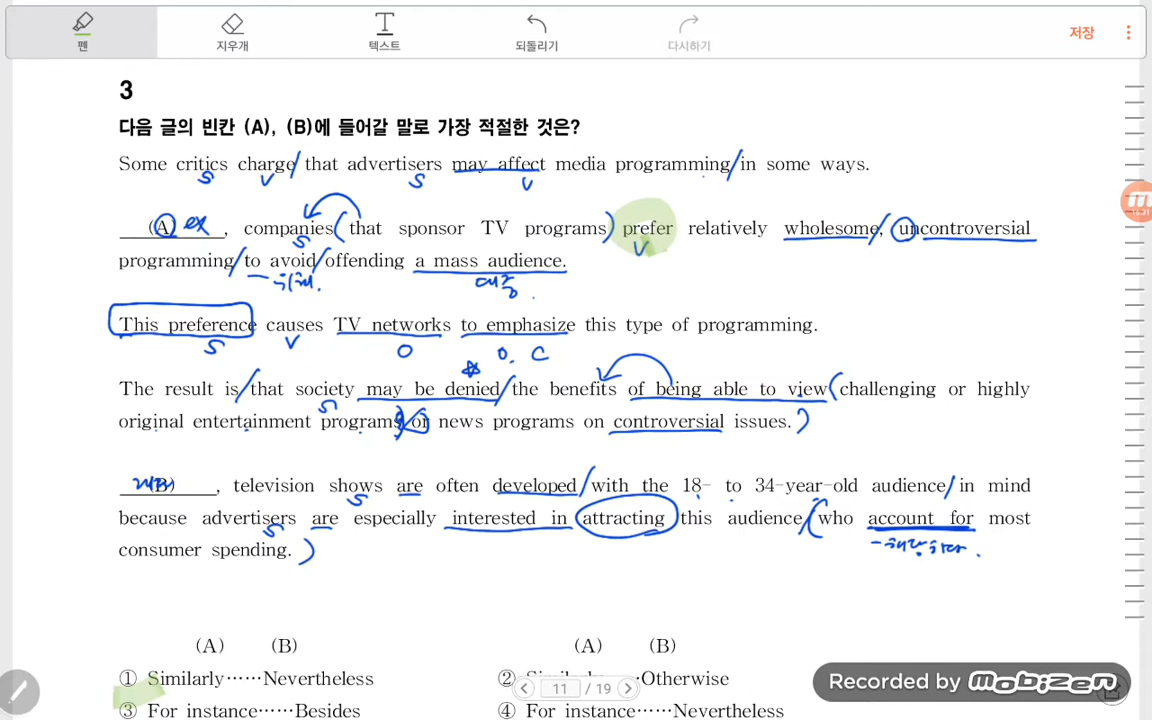 펜 지우개 텍스트 되돌리기 다시하기 저장
3
다음 글의 빈칸 (A), (B)에 들어갈 말로 가장 적절한 것은?
Some critics charge that advertisers may affect media programming in some ways.
S V S V
(A) ex, companies that sponsor TV programs prefer relatively wholesome, uncontroversial
S V
programming to avoid offending a mass audience.
대중
This preference causes TV networks to emphasize this type of programming.
S V O O.C
The result is that society may be denied the benefits of being able to view challenging or highly
S
original entertainment programs or news programs on controversial issues.
(B), television shows are often developed with the 18- to 34-year-old audience in mind
S
because advertisers are especially interested in attracting this audience who account for most
S
consumer spending.
-해당하다.
(A) (B) (A) (B)
① Similarly……Nevertheless ② Otherwise
11 / 19
③ For instance……Besides ④ For instance……Nevertheless
Recorded by mobizen